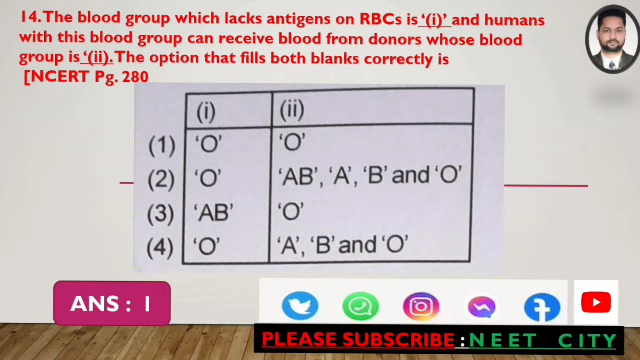 14.The blood group which lacks antigens on RBCs is ‘(i)’ and humans
with this blood group can receive blood from donors whose blood
group is ‘(ii).The option that fills both blanks correctly is
[NCERT Pg. 280
(i) (ii)
(1) ‘O’ ‘O’
(2) ‘O’ ‘AB’, ‘A’, ‘B’ and ‘O’
(3) ‘AB’ ‘O’
(4) ‘O’ ‘A’, ‘B’ and ‘O’
ANS : 1
PLEASE SUBSCRIBE : NEET CITY